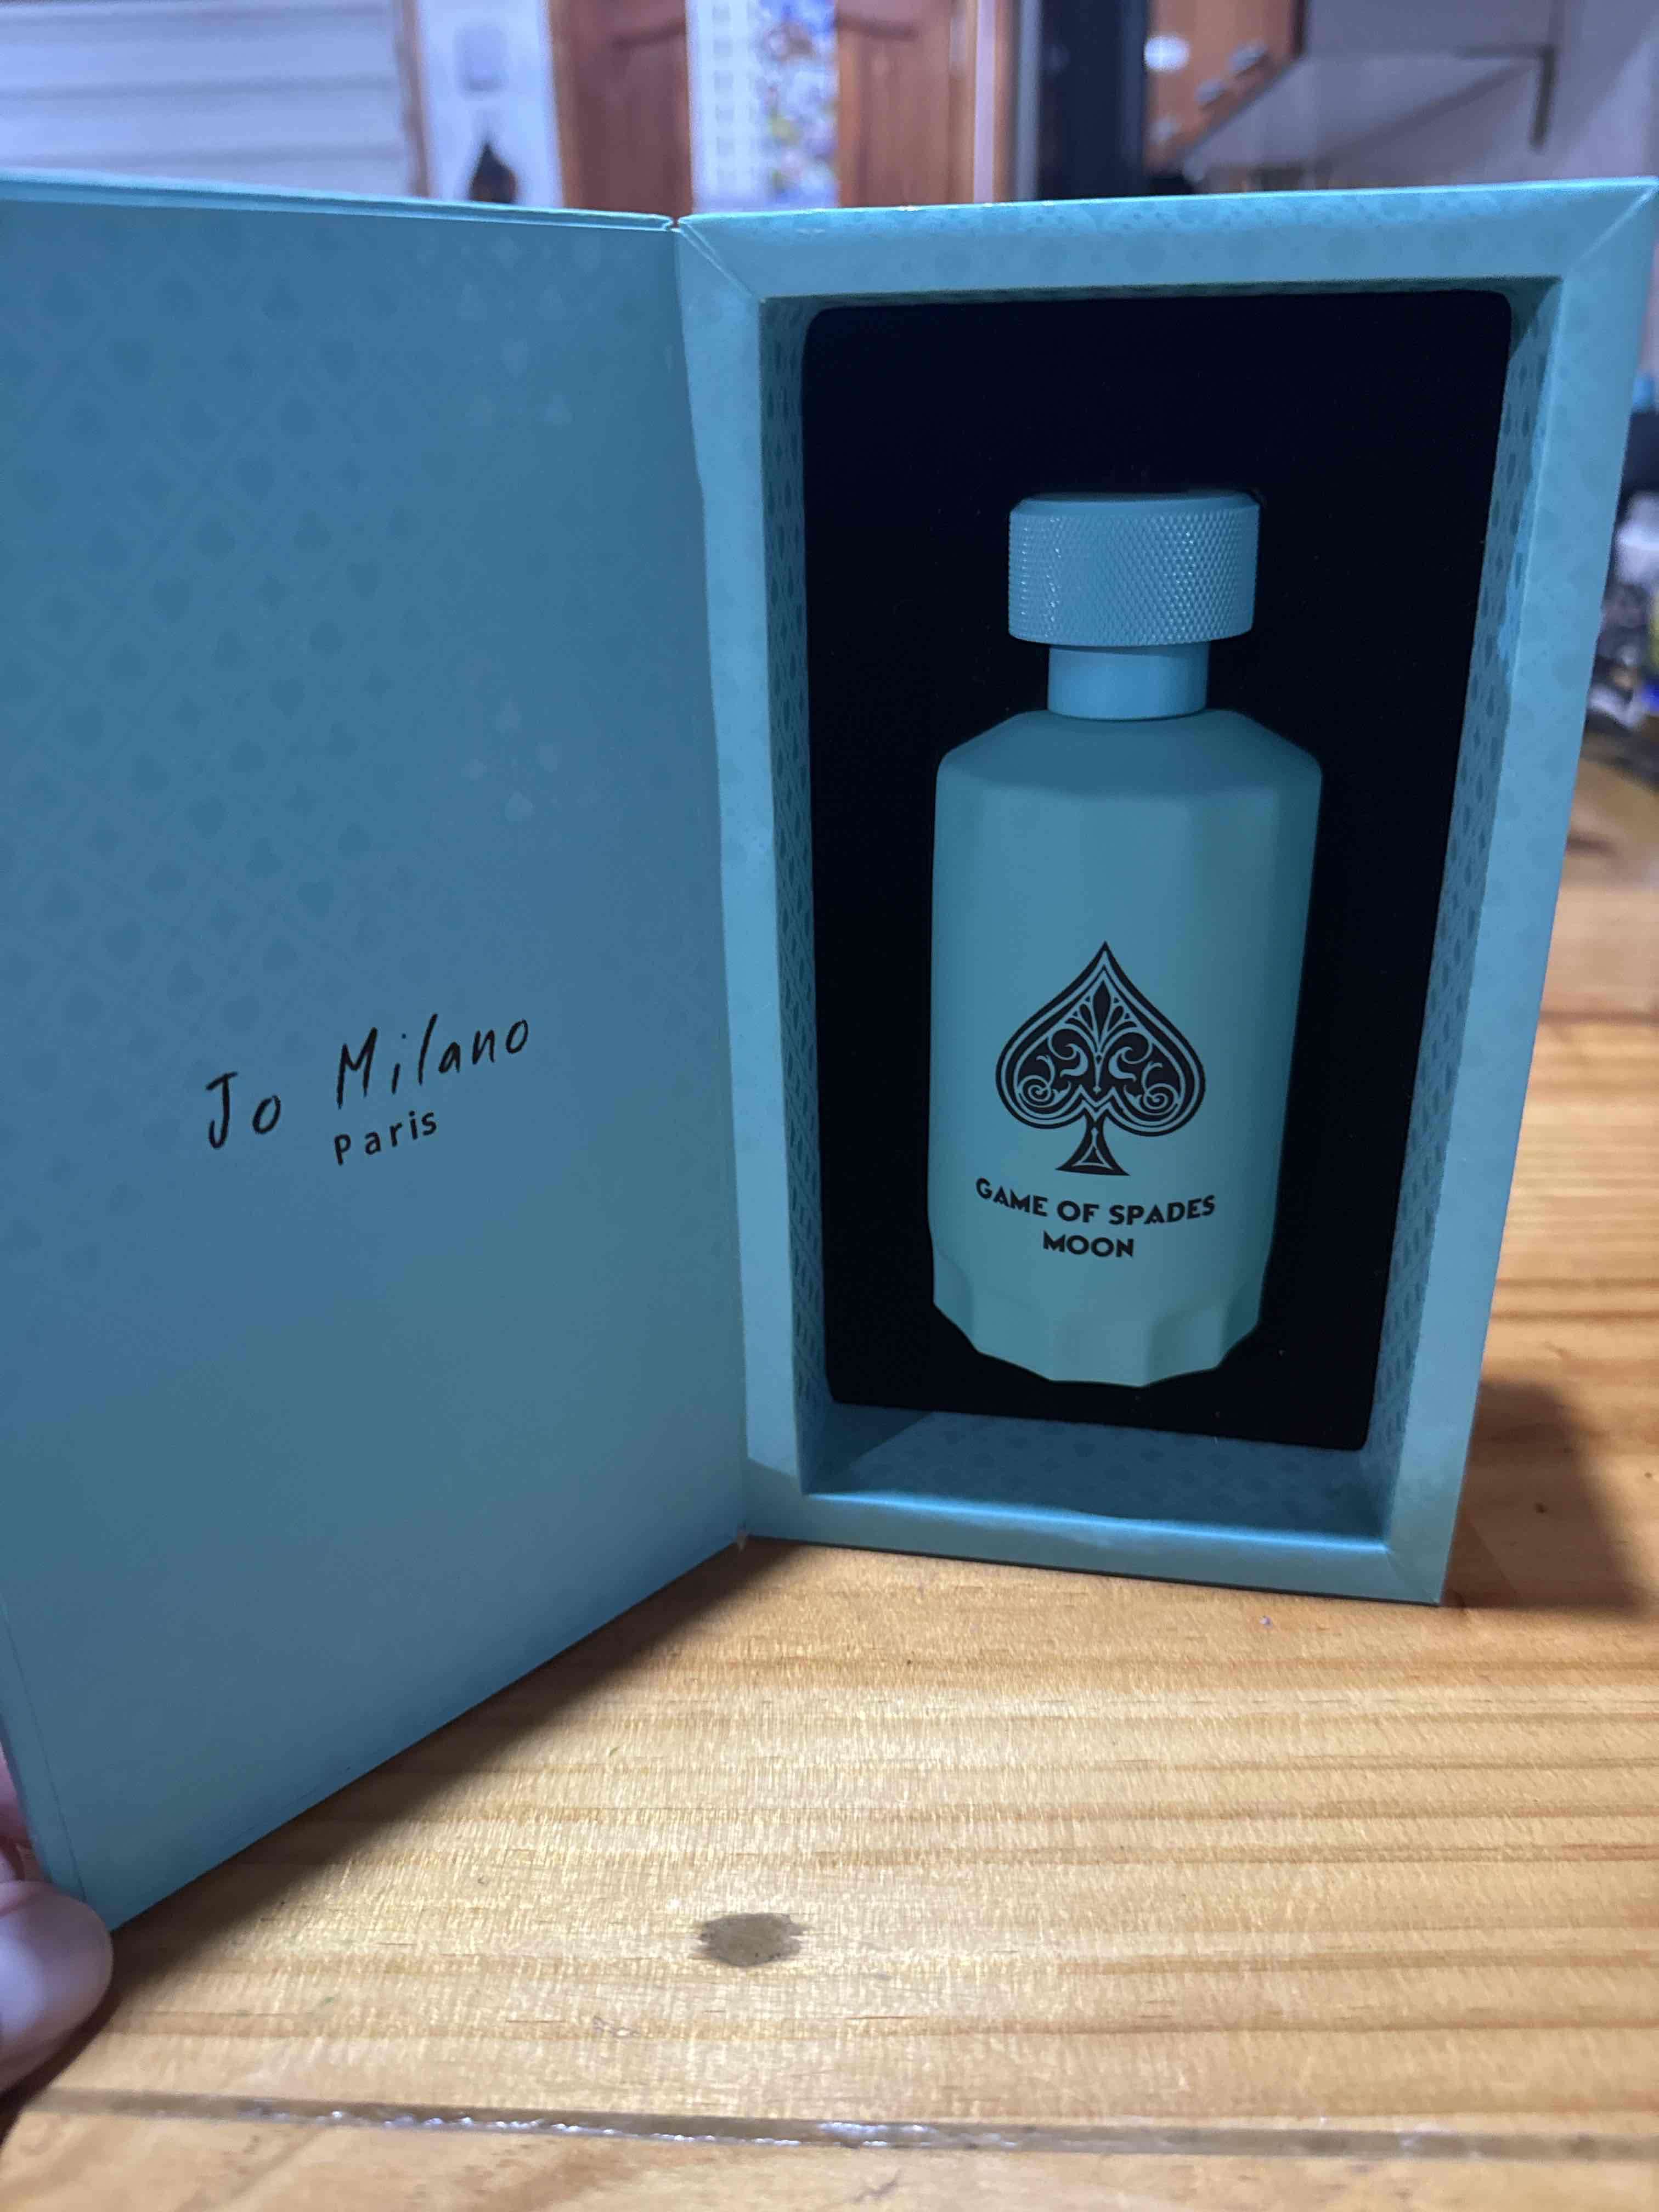 Jo Milano
Paris
GAME OF SPADES
MOON